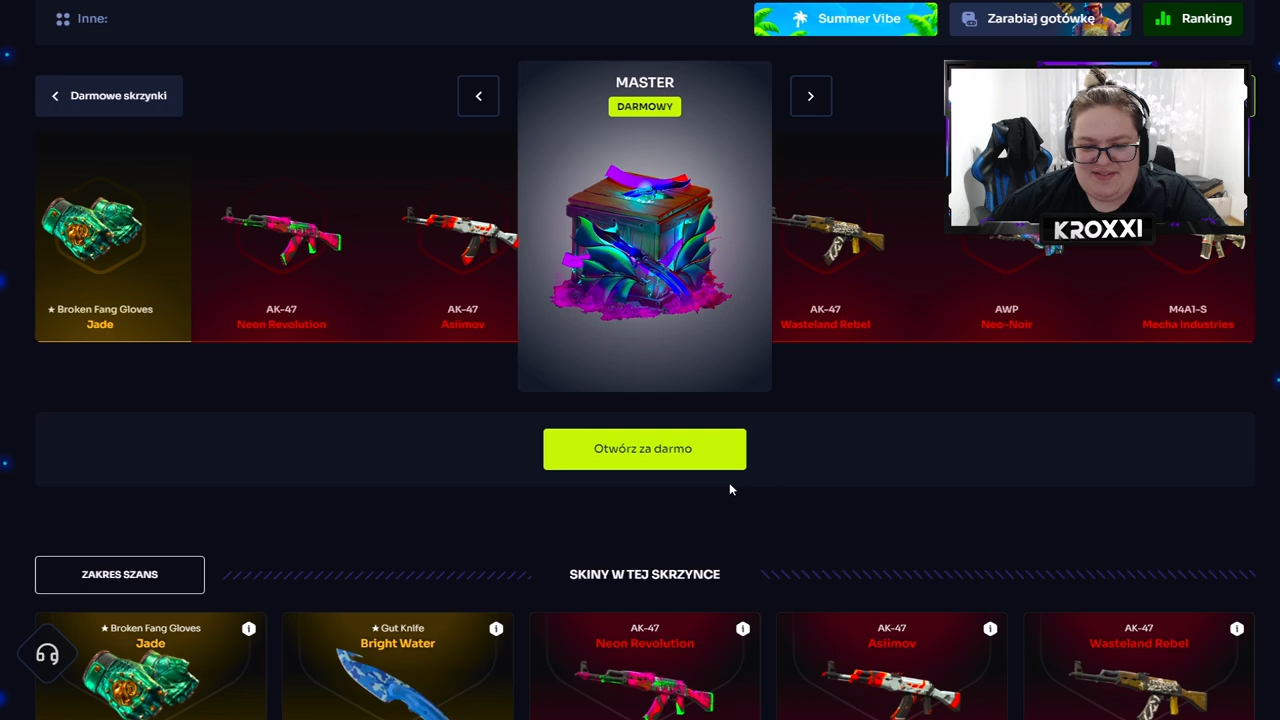 Inne:
Summer Vibe
Zarabiaj gotówkę
Ranking
Darmowe skrzynki
MASTER
DARMOWY
KROXXI
★ Broken Fang Gloves
Jade
AK-47
Neon Revolution
AK-47
Asiimov
AK-47
Wasteland Rebel
AWP
Neo-Noir
M4A1-S
Mecha Industries
Otwórz za darmo
ZAKRES SZANS
SKINY W TEJ SKRZYNCE
★ Broken Fang Gloves
Jade
★ Gut Knife
Bright Water
AK-47
Neon Revolution
AK-47
Asiimov
AK-47
Wasteland Rebel